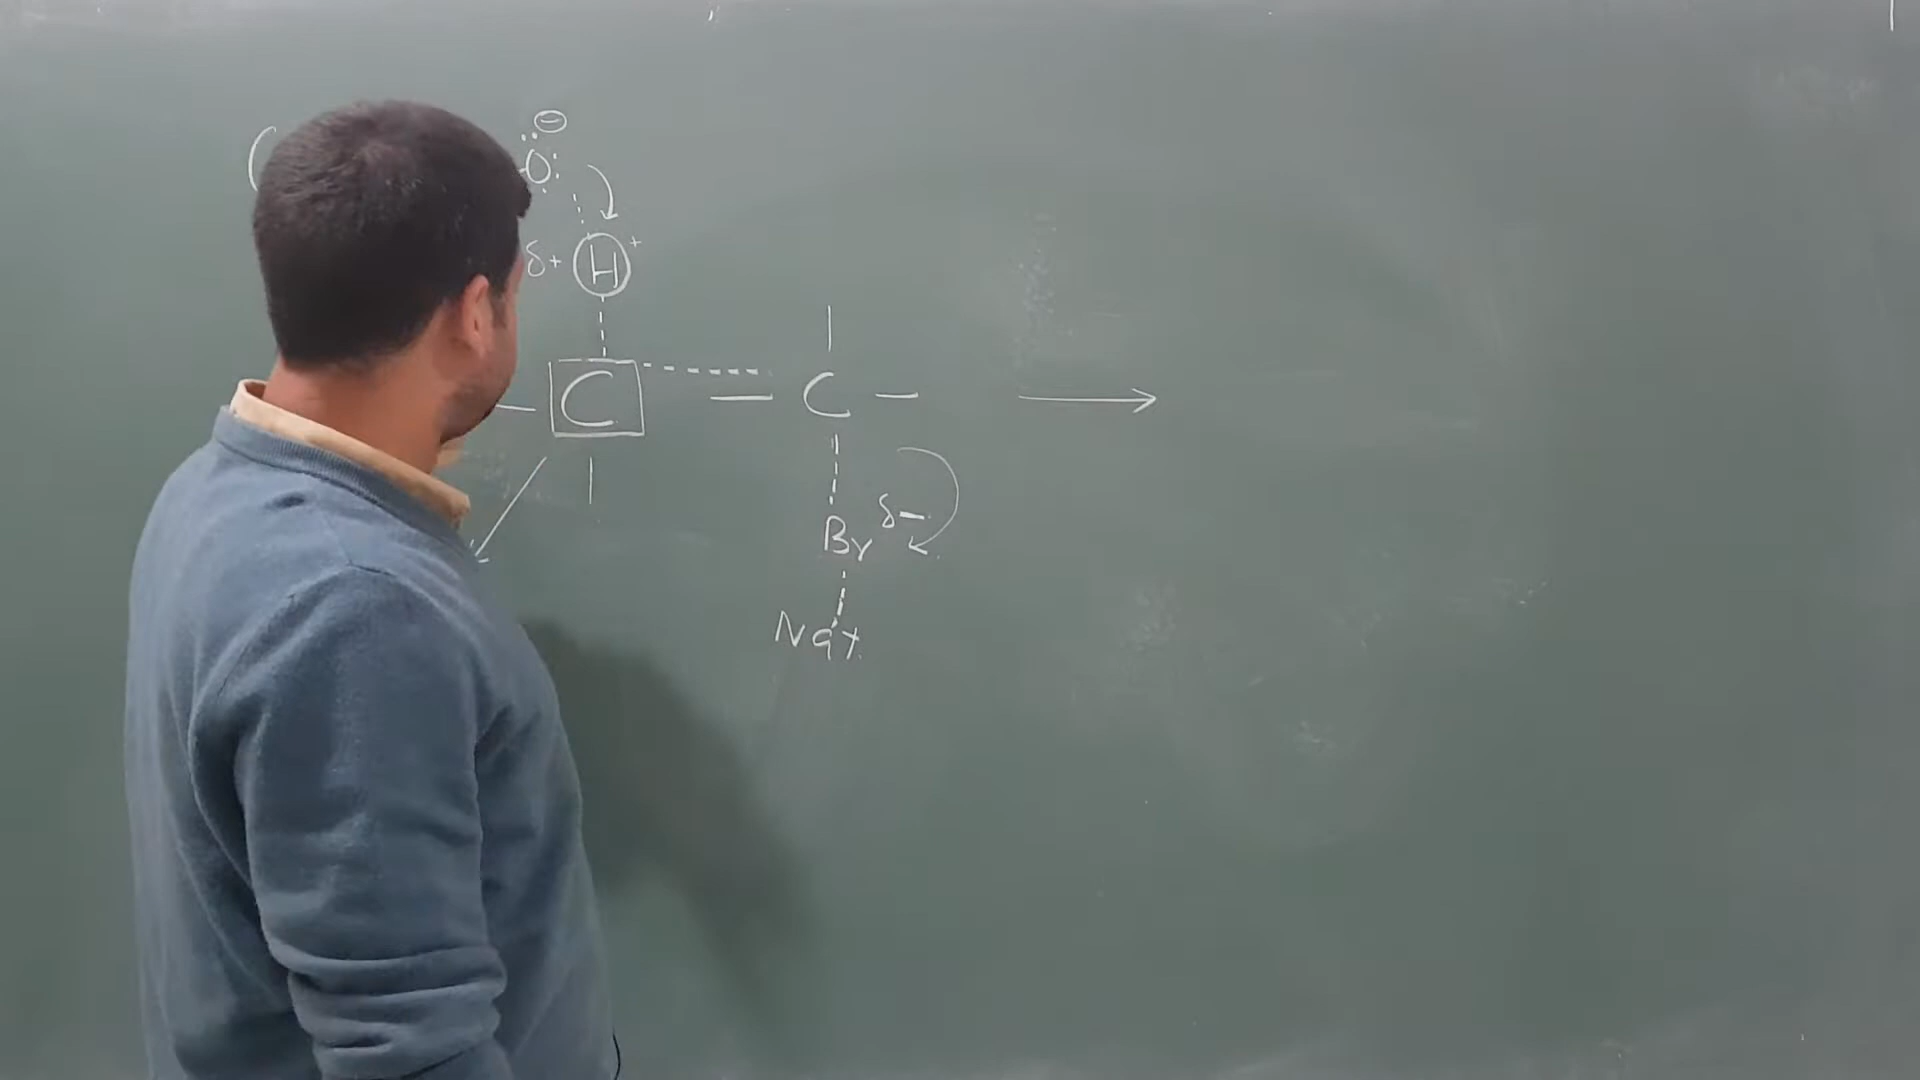 ⊖
(
-Ö:
δ+ H +
— C — C —
δ-
Br
Na+